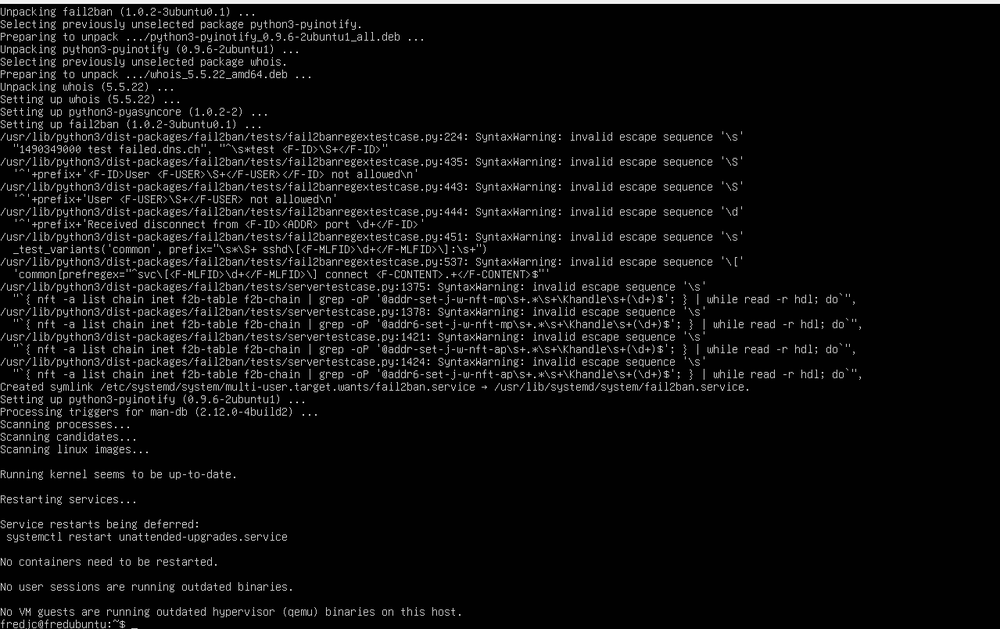 Unpacking fail2ban (1.0.2-3ubuntu0.1) ...
Selecting previously unselected package python3-pyinotify.
Preparing to unpack .../python3-pyinotify_0.9.6-2ubuntu1_all.deb ...
Unpacking python3-pyinotify (0.9.6-2ubuntu1) ...
Selecting previously unselected package whois.
Preparing to unpack .../whois_5.5.22_amd64.deb ...
Unpacking whois (5.5.22) ...
Setting up whois (5.5.22) ...
Setting up python3-pyasyncore (1.0.2-2) ...
Setting up fail2ban (1.0.2-3ubuntu0.1) ...
/usr/lib/python3/dist-packages/fail2ban/tests/fail2banregextestcase.py:224: SyntaxWarning: invalid escape sequence '\s'
  "1490349000 test failed.dns.ch", "^\s*test <F-ID>\S+</F-ID>"
/usr/lib/python3/dist-packages/fail2ban/tests/fail2banregextestcase.py:435: SyntaxWarning: invalid escape sequence '\S'
  '^'+prefix+'<F-ID>User <F-USER>\S+</F-USER></F-ID> not allowed\n'
/usr/lib/python3/dist-packages/fail2ban/tests/fail2banregextestcase.py:443: SyntaxWarning: invalid escape sequence '\S'
  '^'+prefix+'User <F-USER>\S+</F-USER> not allowed\n'
/usr/lib/python3/dist-packages/fail2ban/tests/fail2banregextestcase.py:444: SyntaxWarning: invalid escape sequence '\d'
  '^'+prefix+'Received disconnect from <F-ID><ADDR> port \d+</F-ID>'
/usr/lib/python3/dist-packages/fail2ban/tests/fail2banregextestcase.py:451: SyntaxWarning: invalid escape sequence '\s'
  _test_variants('common', prefix="\s*\S+ sshd\[<F-MLFID>\d+</F-MLFID>\]:\s+")
/usr/lib/python3/dist-packages/fail2ban/tests/fail2banregextestcase.py:537: SyntaxWarning: invalid escape sequence '\['
  'common[prefregex="^svc\[<F-MLFID>\d+</F-MLFID>\] connect <F-CONTENT>.+</F-CONTENT>$"'
/usr/lib/python3/dist-packages/fail2ban/tests/servertestcase.py:1375: SyntaxWarning: invalid escape sequence '\s'
  "`{ nft -a list chain inet f2b-table f2b-chain | grep -oP '@addr-set-j-w-nft-mp\s+.*\s+\Khandle\s+(\d+)$'; } | while read -r hdl; do`",
/usr/lib/python3/dist-packages/fail2ban/tests/servertestcase.py:1378: SyntaxWarning: invalid escape sequence '\s'
  "`{ nft -a list chain inet f2b-table f2b-chain | grep -oP '@addr6-set-j-w-nft-mp\s+.*\s+\Khandle\s+(\d+)$'; } | while read -r hdl; do`",
/usr/lib/python3/dist-packages/fail2ban/tests/servertestcase.py:1421: SyntaxWarning: invalid escape sequence '\s'
  "`{ nft -a list chain inet f2b-table f2b-chain | grep -oP '@addr-set-j-w-nft-ap\s+.*\s+\Khandle\s+(\d+)$'; } | while read -r hdl; do`",
/usr/lib/python3/dist-packages/fail2ban/tests/servertestcase.py:1424: SyntaxWarning: invalid escape sequence '\s'
  "`{ nft -a list chain inet f2b-table f2b-chain | grep -oP '@addr6-set-j-w-nft-ap\s+.*\s+\Khandle\s+(\d+)$'; } | while read -r hdl; do`",
Created symlink /etc/systemd/system/multi-user.target.wants/fail2ban.service → /usr/lib/systemd/system/fail2ban.service.
Setting up python3-pyinotify (0.9.6-2ubuntu1) ...
Processing triggers for man-db (2.12.0-4build2) ...
Scanning processes...
Scanning candidates...
Scanning linux images...
Running kernel seems to be up-to-date.
Restarting services...
Service restarts being deferred:
 systemctl restart unattended-upgrades.service
No containers need to be restarted.
No user sessions are running outdated binaries.
No VM guests are running outdated hypervisor (qemu) binaries on this host.
fredjc@fredubuntu:~$ _